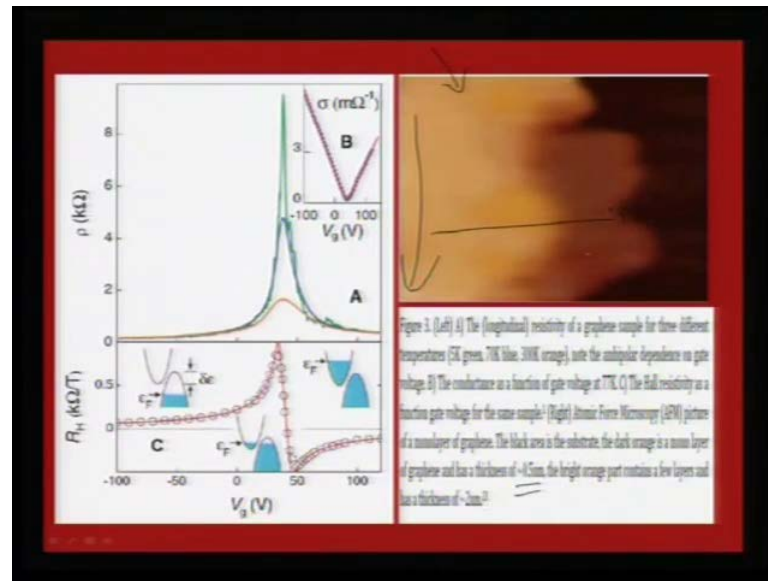 8
6
4
2
0
ρ (kΩ)
σ (mΩ⁻¹)
B
3
0
-100 0 100
Vg (V)
A
0.5
0
R_H (kΩ/T)
δε
εF
εF
εF
C
-100 -50 0 50 100
Vg (V)
Figure 3. (Left) A) The (longitudinal) resistivity of a graphene sample for three different
temperatures (5K green, 70K blue, 300K orange), note the ambipolar dependence on gate
voltage. B) The conductance as a function of gate voltage at 77K. C) The Hall resistivity as a
function gate voltage for the same sample. (Right) Atomic Force Microscopy (AFM) picture
of a monolayer of graphene. The black area is the substrate, the dark orange is a mono layer
of graphene and has a thickness of ~0.5nm, the bright orange part contains a few layers and
has a thickness of ~2nm.